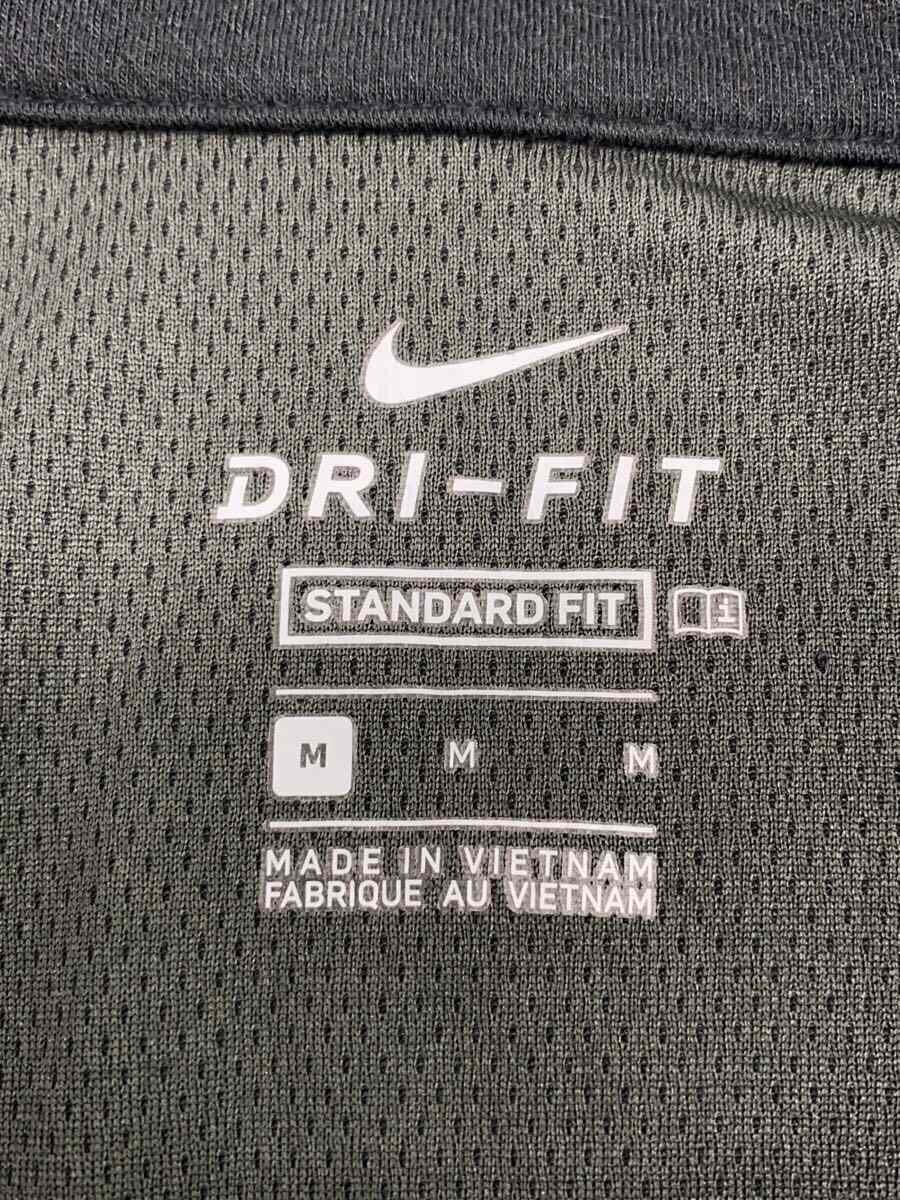 DRI-FIT
STANDARD FIT i
M M M
MADE IN VIETNAM
FABRIQUE AU VIETNAM